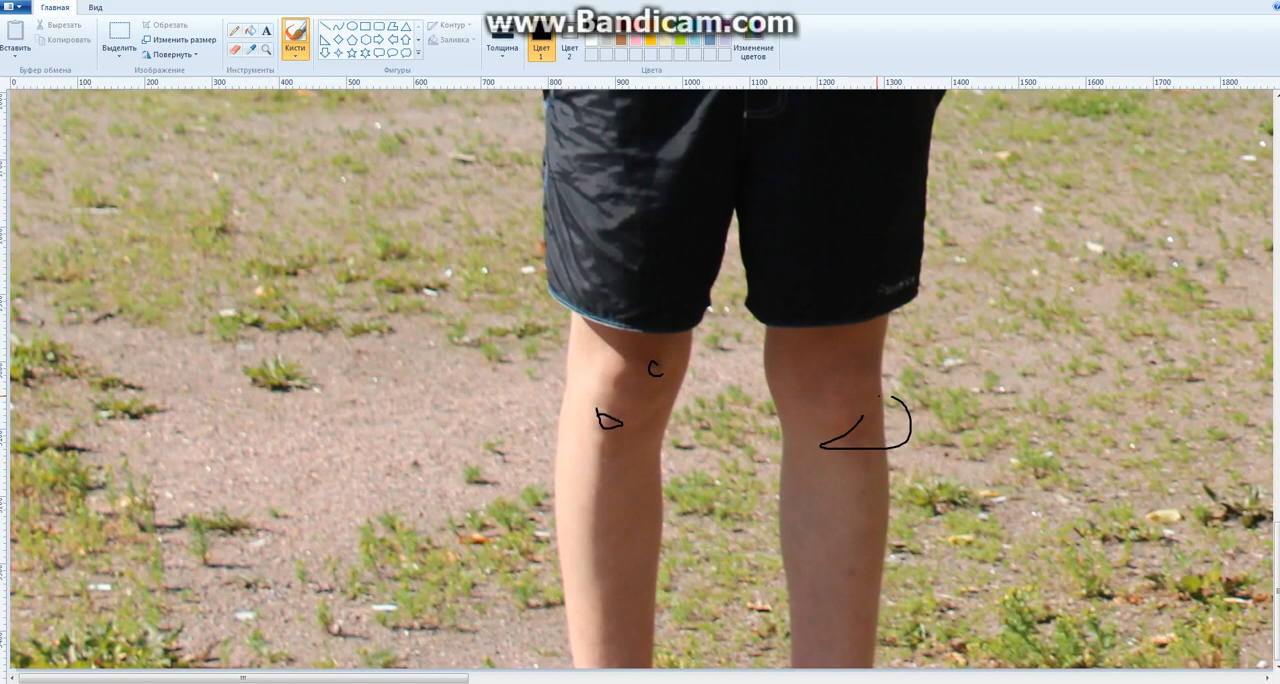 www.Bandicam.com
Главная Вид
Вставить
Вырезать
Копировать
Буфер обмена
Выделить
Обрезать
Изменить размер
Повернуть
Изображение
A
Инструменты
Кисти
Контур
Заливка
Фигуры
Толщина
Цвет 1
Цвет 2
Изменение цветов
Цвета
0 100 200 300 400 500 600 700 800 900 1000 1100 1200 1300 1400 1500 1600 1700 1800